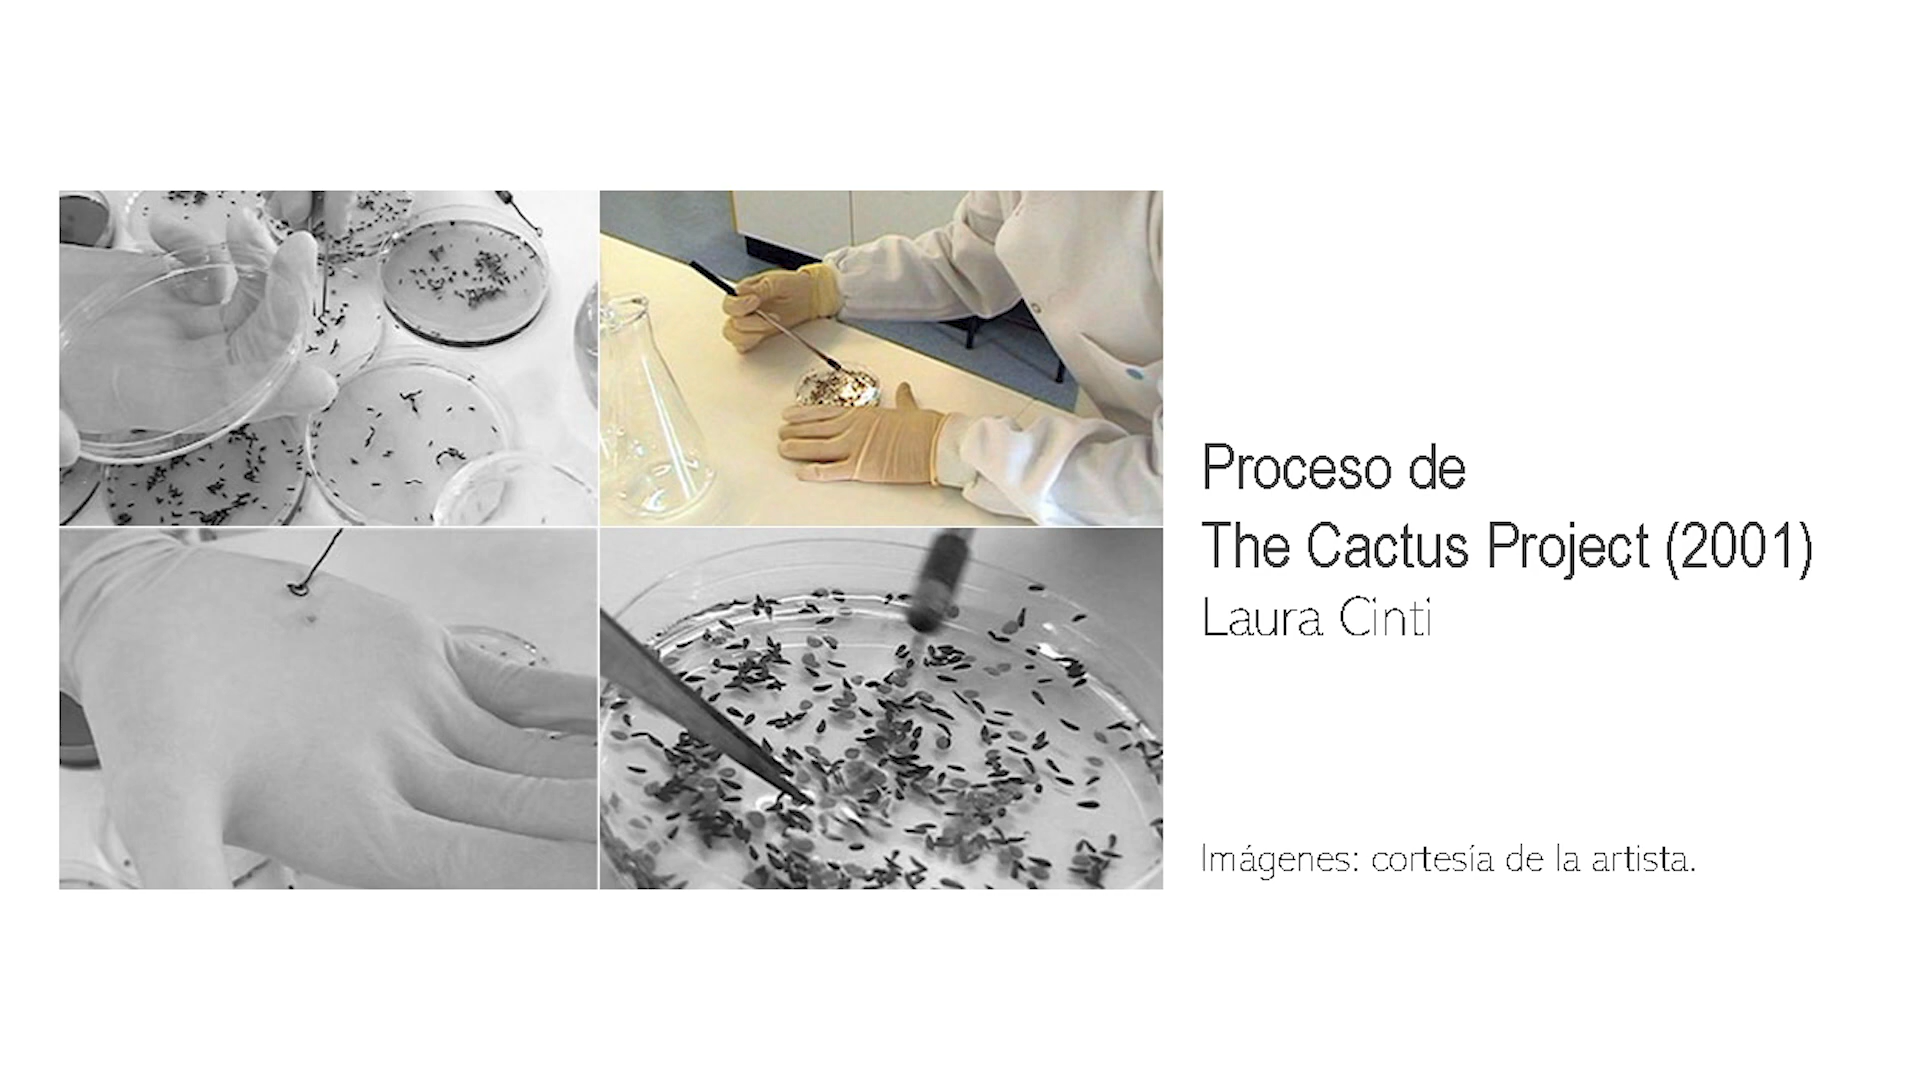 Proceso de
The Cactus Project (2001)
Laura Cinti
Imágenes: cortesía de la artista.